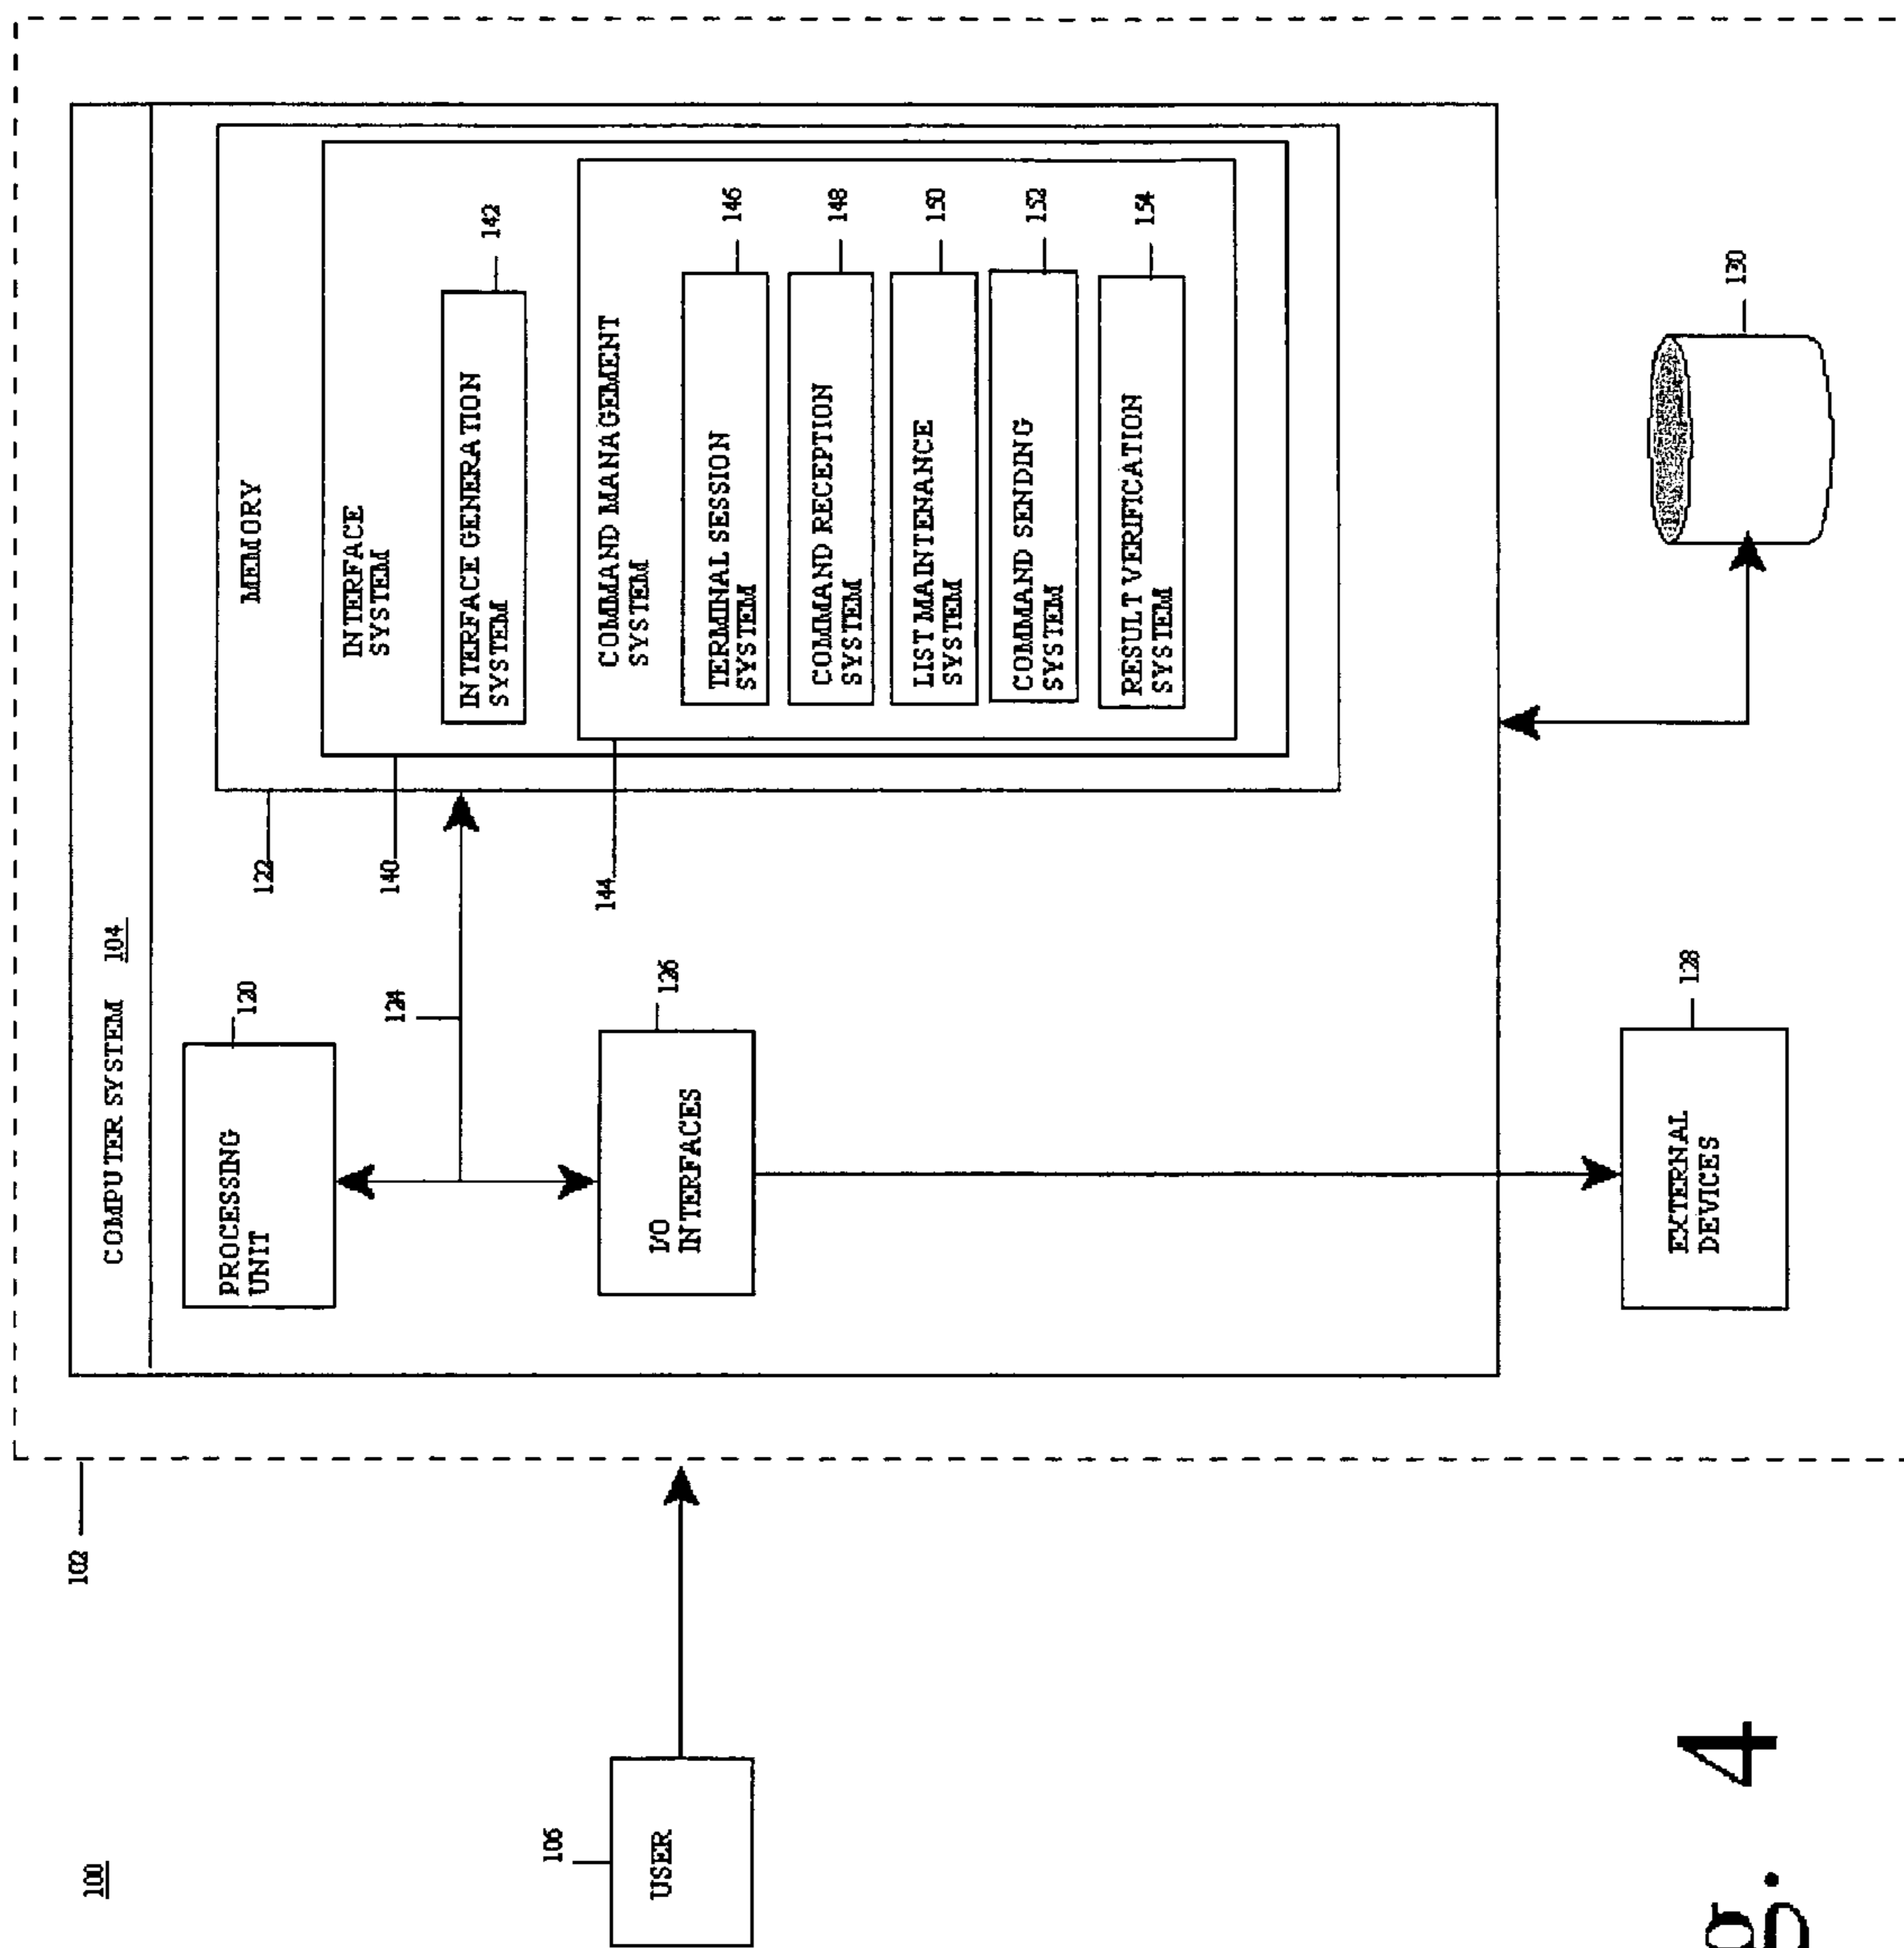 100
102
COMPUTER SYSTEM 104
PROCESSING
UNIT
120
124
I/O
INTERFACES
126
122
140
144
MEMORY
INTERFACE
SYSTEM
INTERFACE GENERATION
SYSTEM
142
COMMAND MANAGEMENT
SYSTEM
TERMINAL SESSION
SYSTEM
146
COMMAND RECEPTION
SYSTEM
148
LIST MAINTENANCE
SYSTEM
150
COMMAND SENDING
SYSTEM
152
RESULT VERIFICATION
SYSTEM
154
106
USER
EXTERNAL
DEVICES
128
130
g. 4